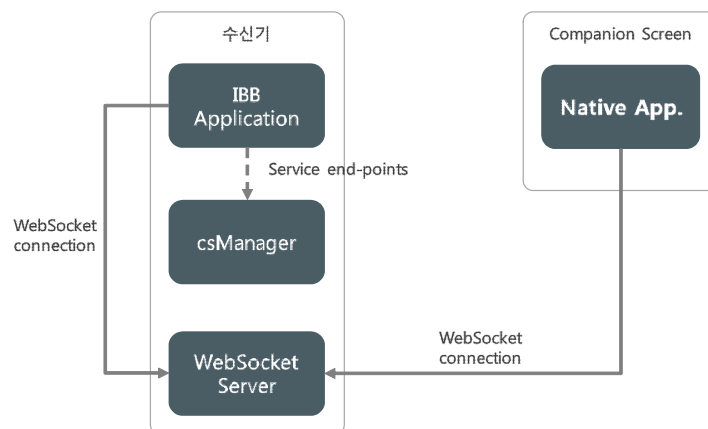 수신기
Companion Screen
IBB
Application
Native App.
Service end-points
WebSocket
connection
csManager
WebSocket
connection
WebSocket
Server